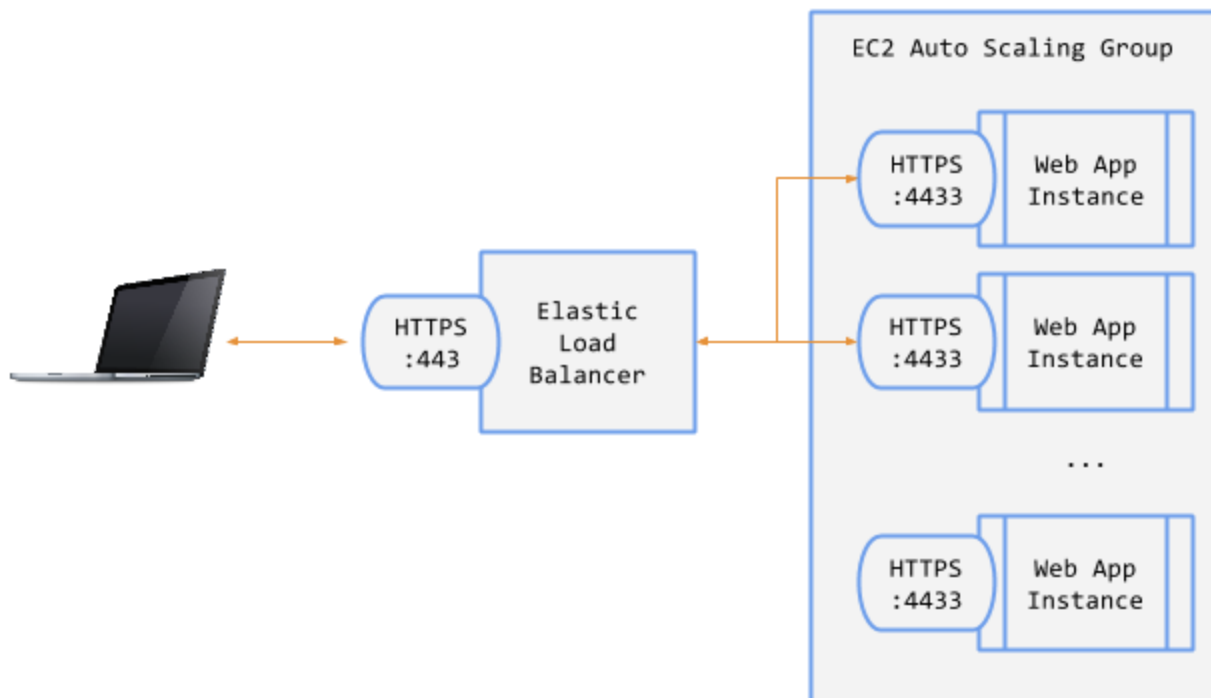 EC2 Auto Scaling Group
HTTPS
:4433
Web App
Instance
HTTPS
:443
Elastic
Load
Balancer
HTTPS
:4433
Web App
Instance
...
HTTPS
:4433
Web App
Instance